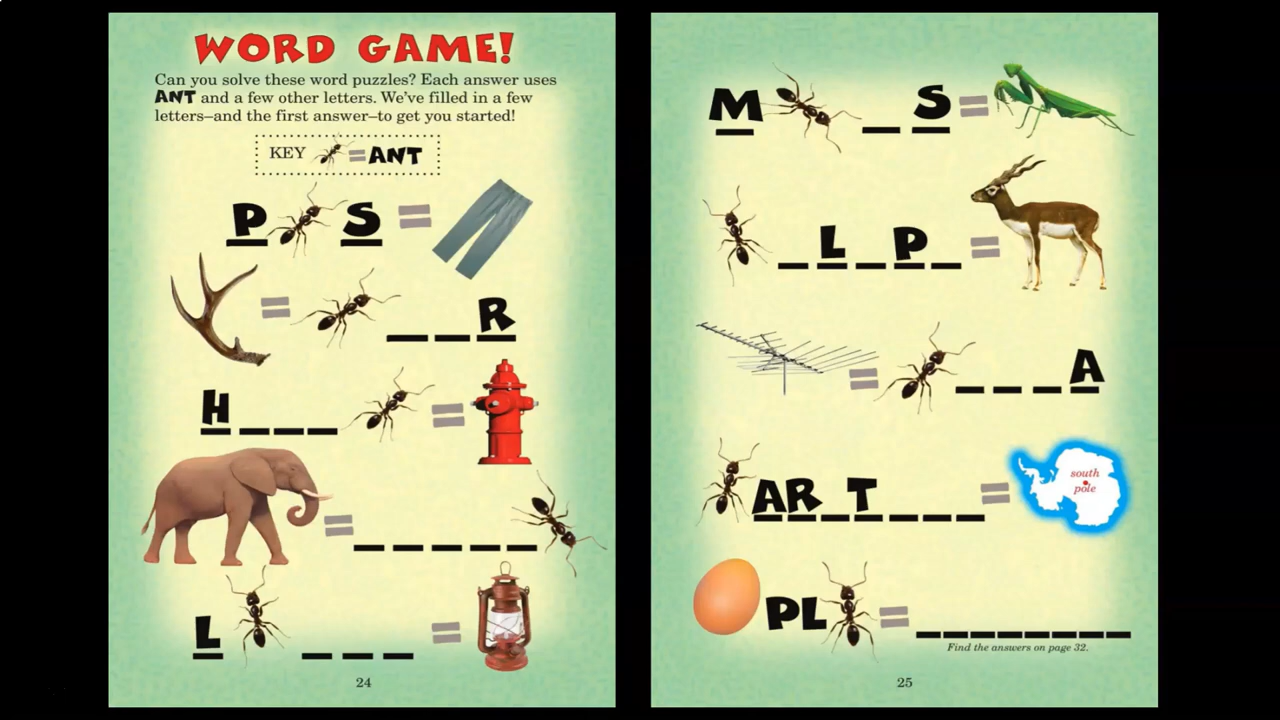 WORD GAME!
Can you solve these word puzzles? Each answer uses
ANT and a few other letters. We've filled in a few
letters–and the first answer–to get you started!
KEY = ANT
P S =
= _ _ R
H _ _ _ =
= _ _ _ _ _
L _ _ _ =
24
M _ S =
_ L _ P _ =
= _ _ _ A
AR _ T _ _ _ =
south
pole
PL = _ _ _ _ _ _ _ _
Find the answers on page 32.
25